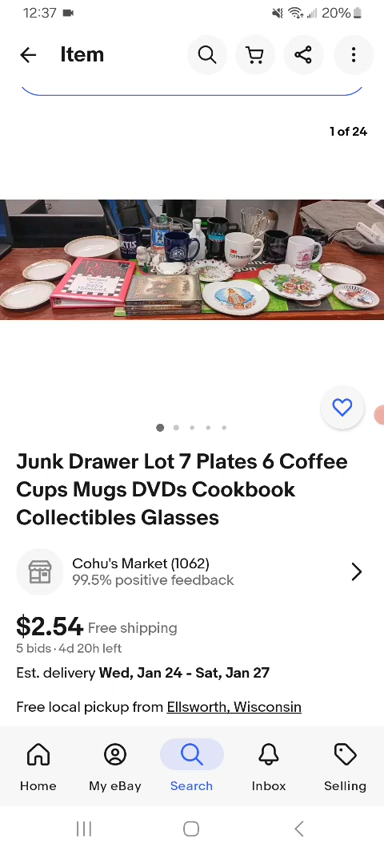 12:37
20%
Item
1 of 24
Junk Drawer Lot 7 Plates 6 Coffee
Cups Mugs DVDs Cookbook
Collectibles Glasses
Cohu's Market (1062)
99.5% positive feedback
$2.54 Free shipping
5 bids · 4d 20h left
Est. delivery Wed, Jan 24 - Sat, Jan 27
Free local pickup from Ellsworth, Wisconsin
Home
My eBay
Search
Inbox
Selling